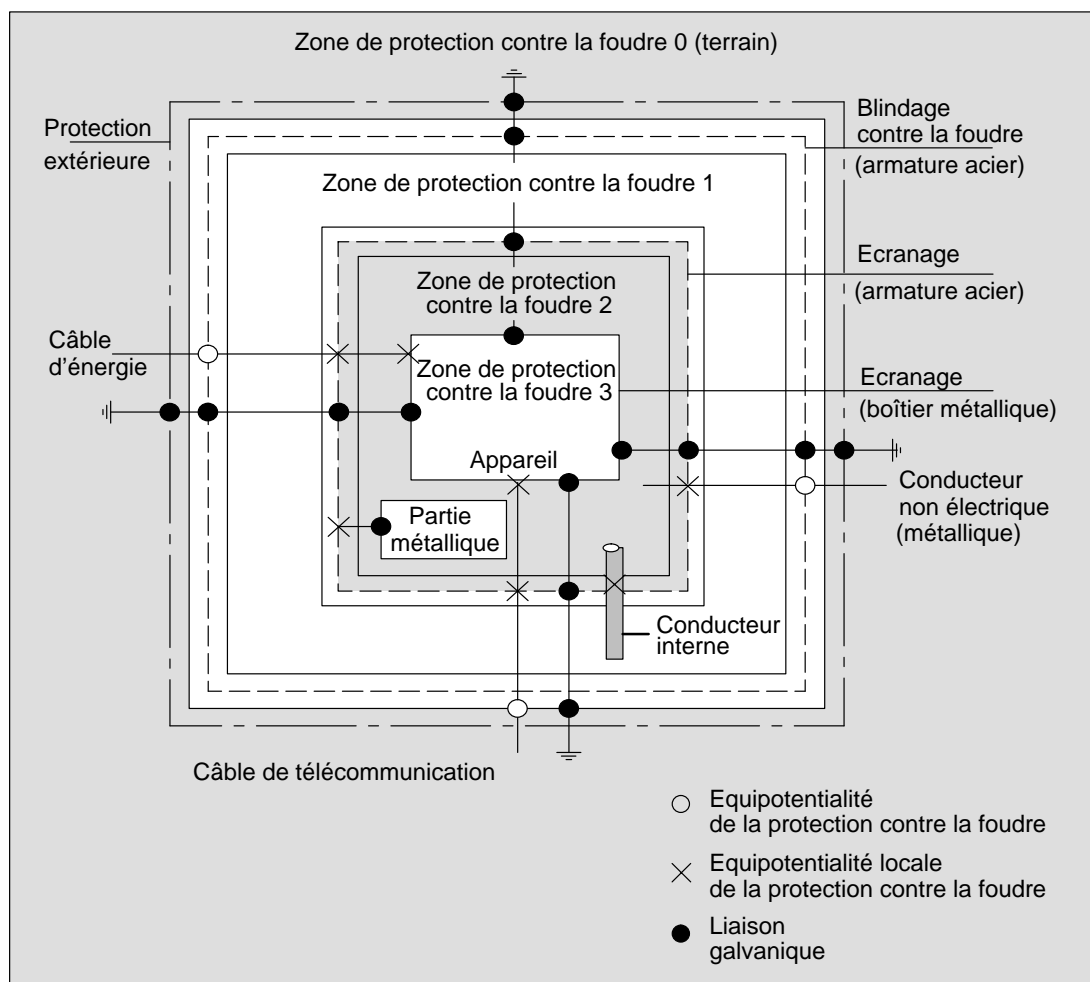 Zone de protection contre la foudre 0 (terrain)
Protection
extérieure
Blindage
contre la foudre
(armature acier)
Zone de protection contre la foudre 1
Ecranage
(armature acier)
Zone de protection
contre la foudre 2
Câble
d'énergie
Zone de protection
contre la foudre 3
Ecranage
(boîtier métallique)
Appareil
Conducteur
non électrique
(métallique)
Partie
métallique
Conducteur
interne
Câble de télécommunication
Equipotentialité
de la protection contre la foudre
Equipotentialité locale
de la protection contre la foudre
Liaison
galvanique